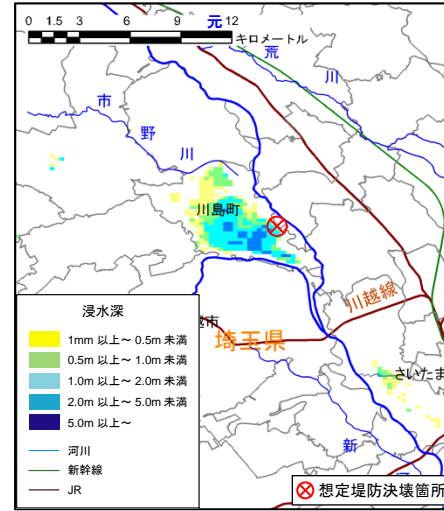 0 1.5 3 6 9 12
キロメートル
元
荒
川
市
野
川
川島町
川越線
越市
埼玉県
さいたま
新
浸水深
1mm 以上～ 0.5m 未満
0.5m 以上～ 1.0m 未満
1.0m 以上～ 2.0m 未満
2.0m 以上～ 5.0m 未満
5.0m 以上～
河川
新幹線
JR
想定堤防決壊箇所